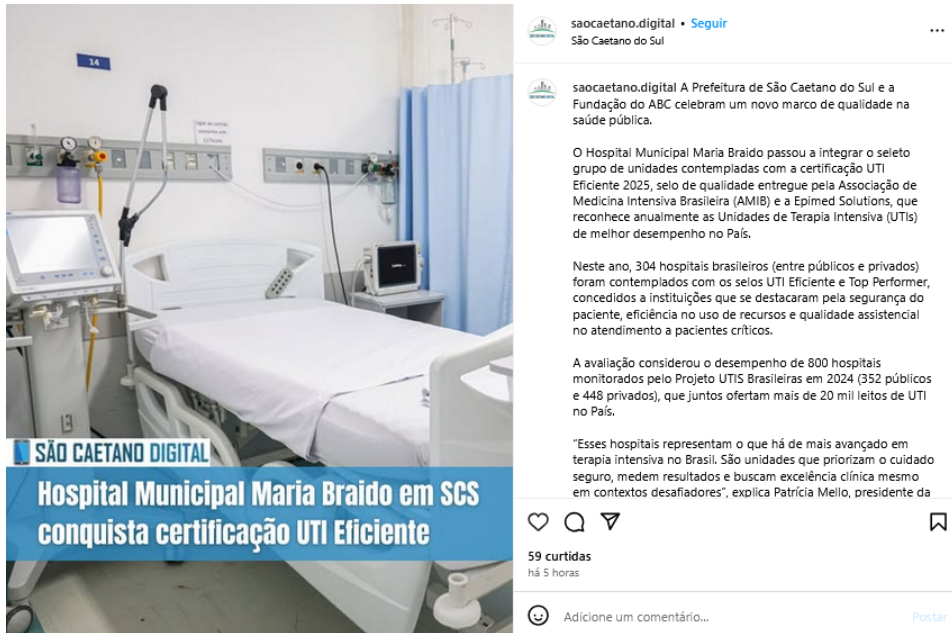 14
SÃO CAETANO DIGITAL
Hospital Municipal Maria Braido em SCS
conquista certificação UTI Eficiente
saocaetano.digital • Seguir
São Caetano do Sul
saocaetano.digital A Prefeitura de São Caetano do Sul e a
Fundação do ABC celebram um novo marco de qualidade na
saúde pública.
O Hospital Municipal Maria Braido passou a integrar o seleto
grupo de unidades contempladas com a certificação UTI
Eficiente 2025, selo de qualidade entregue pela Associação de
Medicina Intensiva Brasileira (AMIB) e a Epimed Solutions, que
reconhece anualmente as Unidades de Terapia Intensiva (UTIs)
de melhor desempenho no País.
Neste ano, 304 hospitais brasileiros (entre públicos e privados)
foram contemplados com os selos UTI Eficiente e Top Performer,
concedidos a instituições que se destacaram pela segurança do
paciente, eficiência no uso de recursos e qualidade assistencial
no atendimento a pacientes críticos.
A avaliação considerou o desempenho de 800 hospitais
monitorados pelo Projeto UTIS Brasileiras em 2024 (352 públicos
e 448 privados), que juntos ofertam mais de 20 mil leitos de UTI
no País.
“Esses hospitais representam o que há de mais avançado em
terapia intensiva no Brasil. São unidades que priorizam o cuidado
seguro, medem resultados e buscam excelência clínica mesmo
em contextos desafiadores”, explica Patrícia Mello, presidente da
59 curtidas
há 5 horas
Adicione um comentário...
Postar